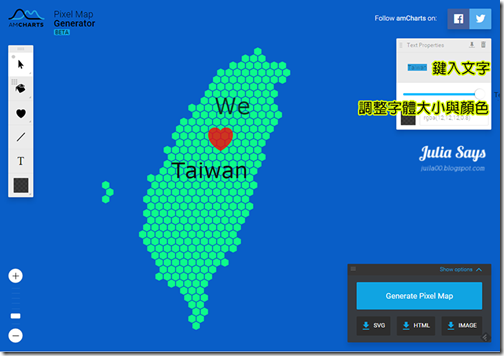 AMCHARTS
Pixel Map
Generator
BETA
Follow amCharts on:
Text Properties
Taiwan
鍵入文字
調整字體大小與顏色
We
Taiwan
T
Julia Says
julia00.blogspot.com
Show options
Generate Pixel Map
SVG
HTML
IMAGE